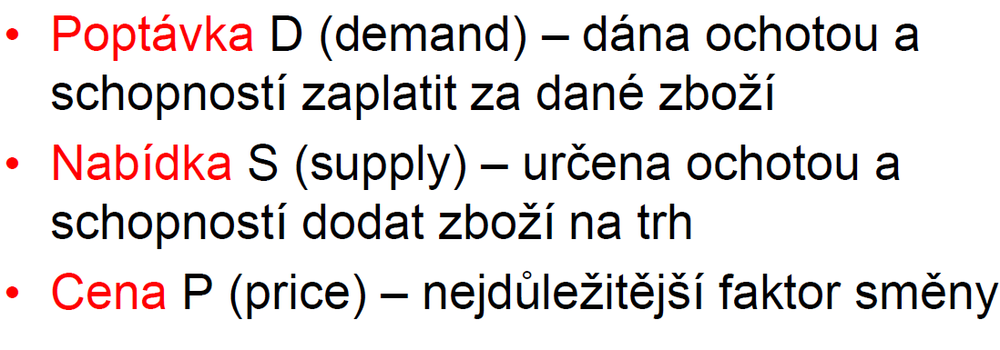 • Poptávka D (demand) – dána ochotou a
schopností zaplatit za dané zboží
• Nabídka S (supply) – určena ochotou a
schopností dodat zboží na trh
• Cena P (price) – nejdůležitější faktor směny